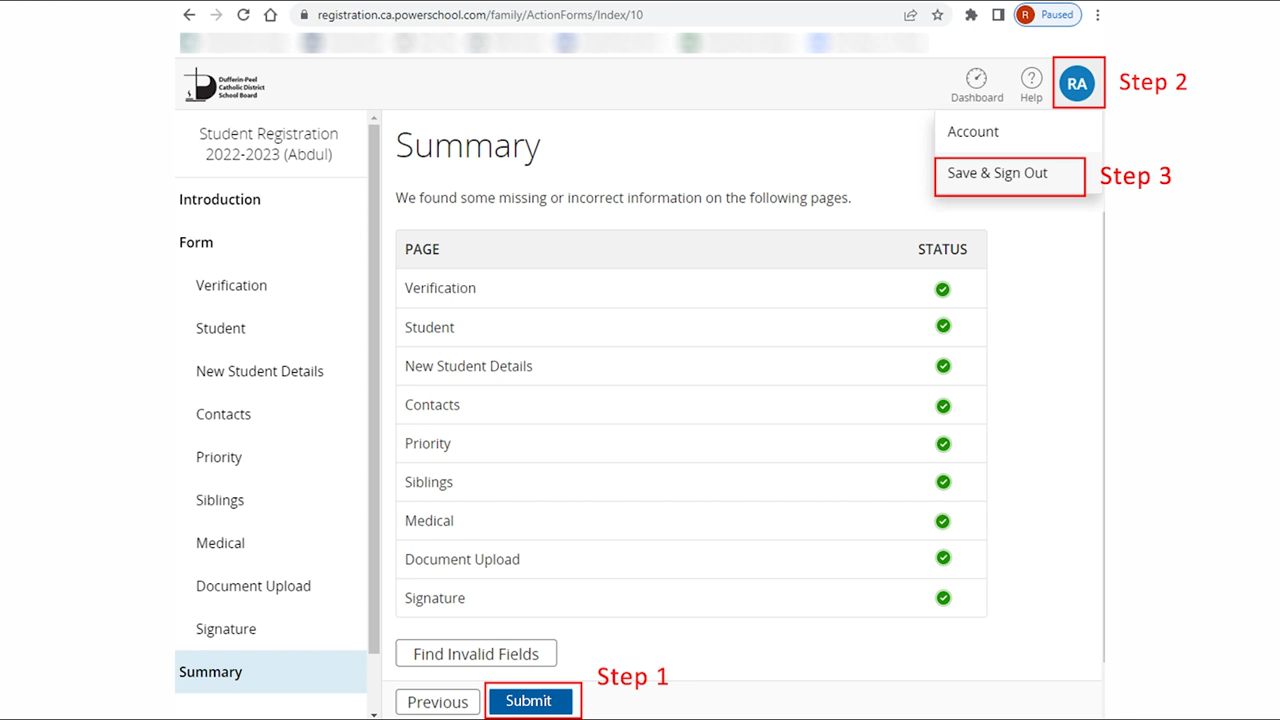 registration.ca.powerschool.com/family/ActionForms/Index/10
R Paused
Dufferin-Peel
Catholic District
School Board
Dashboard
Help
RA
Step 2
Account
Save & Sign Out
Step 3
Student Registration
2022-2023 (Abdul)
Introduction
Form
Verification
Student
New Student Details
Contacts
Priority
Siblings
Medical
Document Upload
Signature
Summary
Summary
We found some missing or incorrect information on the following pages.
PAGE STATUS
Verification
Student
New Student Details
Contacts
Priority
Siblings
Medical
Document Upload
Signature
Find Invalid Fields
Step 1
Previous
Submit